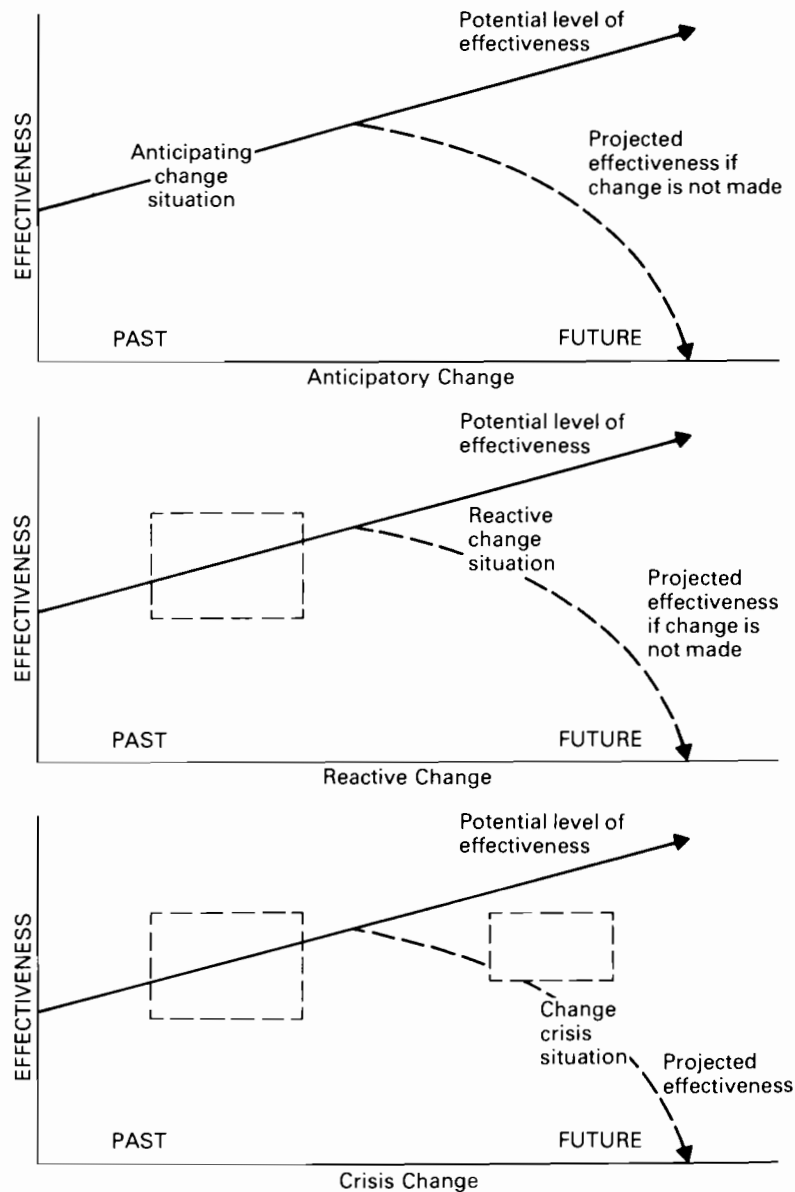 Potential level of
effectiveness
EFFECTIVENESS
Anticipating
change
situation
Projected
effectiveness if
change is not made
PAST
FUTURE
Anticipatory Change
Potential level of
effectiveness
EFFECTIVENESS
Reactive
change
situation
Projected
effectiveness
if change is
not made
PAST
FUTURE
Reactive Change
Potential level of
effectiveness
EFFECTIVENESS
Change
crisis
situation
Projected
effectiveness
PAST
FUTURE
Crisis Change